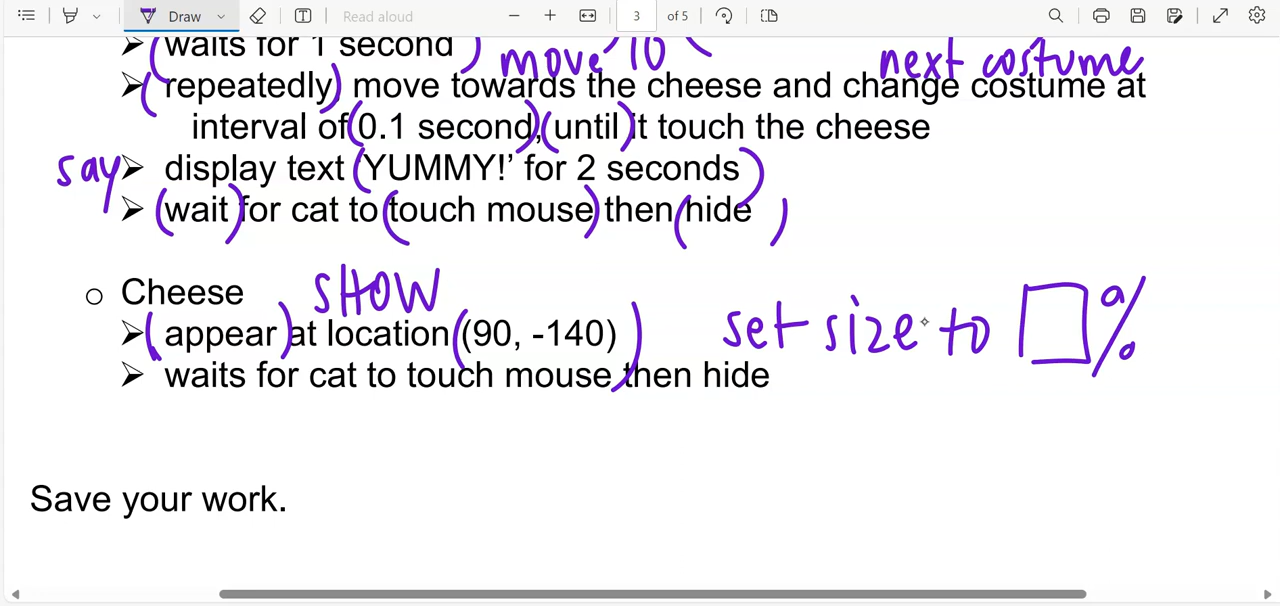 Draw
Read aloud
3
of 5
waits for 1 second
move 10
next costume
(repeatedly) move towards the cheese and change costume at
interval of (0.1 second), (until) it touch the cheese
say
display text (‘YUMMY!’ for 2 seconds)
(wait) for cat to (touch mouse) then (hide)
Cheese
SHOW
(appear) at location ((90, -140))
set size to %
waits for cat to touch mouse, then hide
Save your work.